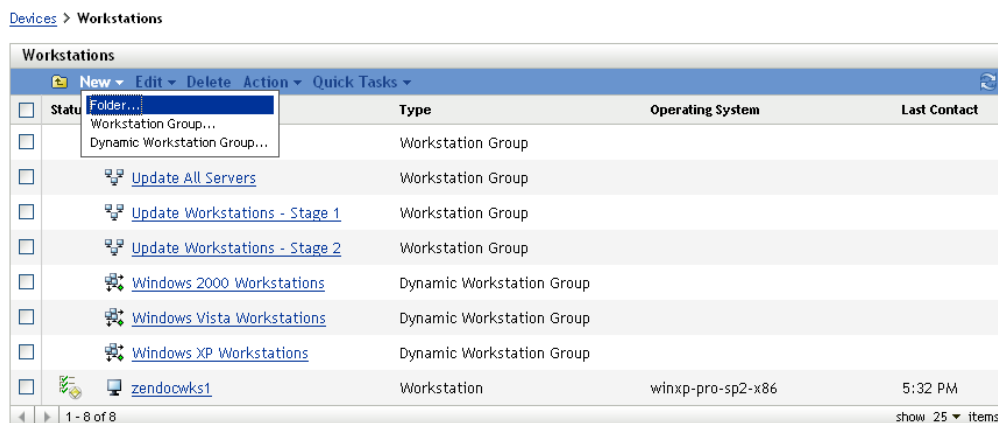 Devices > Workstations
Workstations
New Edit Delete Action Quick Tasks
Statu Type Operating System Last Contact
Folder...
Workstation Group...
Dynamic Workstation Group...
Workstation Group
Update All Servers Workstation Group
Update Workstations - Stage 1 Workstation Group
Update Workstations - Stage 2 Workstation Group
Windows 2000 Workstations Dynamic Workstation Group
Windows Vista Workstations Dynamic Workstation Group
Windows XP Workstations Dynamic Workstation Group
zendocwks1 Workstation winxp-pro-sp2-x86 5:32 PM
1 - 8 of 8 show 25 items